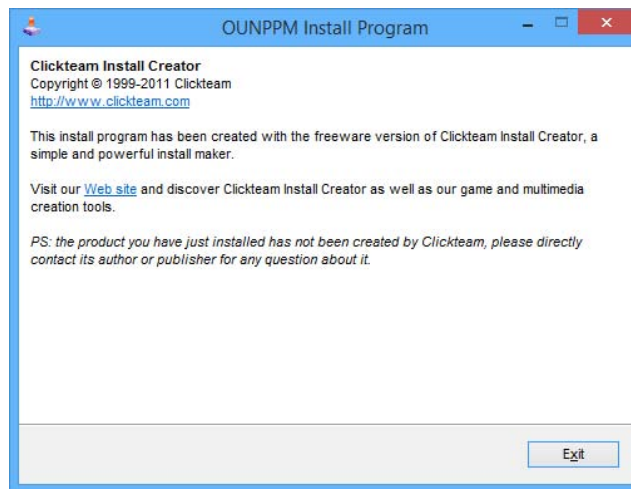 OUNPPM Install Program
Clickteam Install Creator
Copyright © 1999-2011 Clickteam
http://www.clickteam.com
This install program has been created with the freeware version of Clickteam Install Creator, a
simple and powerful install maker.
Visit our Web site and discover Clickteam Install Creator as well as our game and multimedia
creation tools.
PS: the product you have just installed has not been created by Clickteam, please directly
contact its author or publisher for any question about it.
Exit